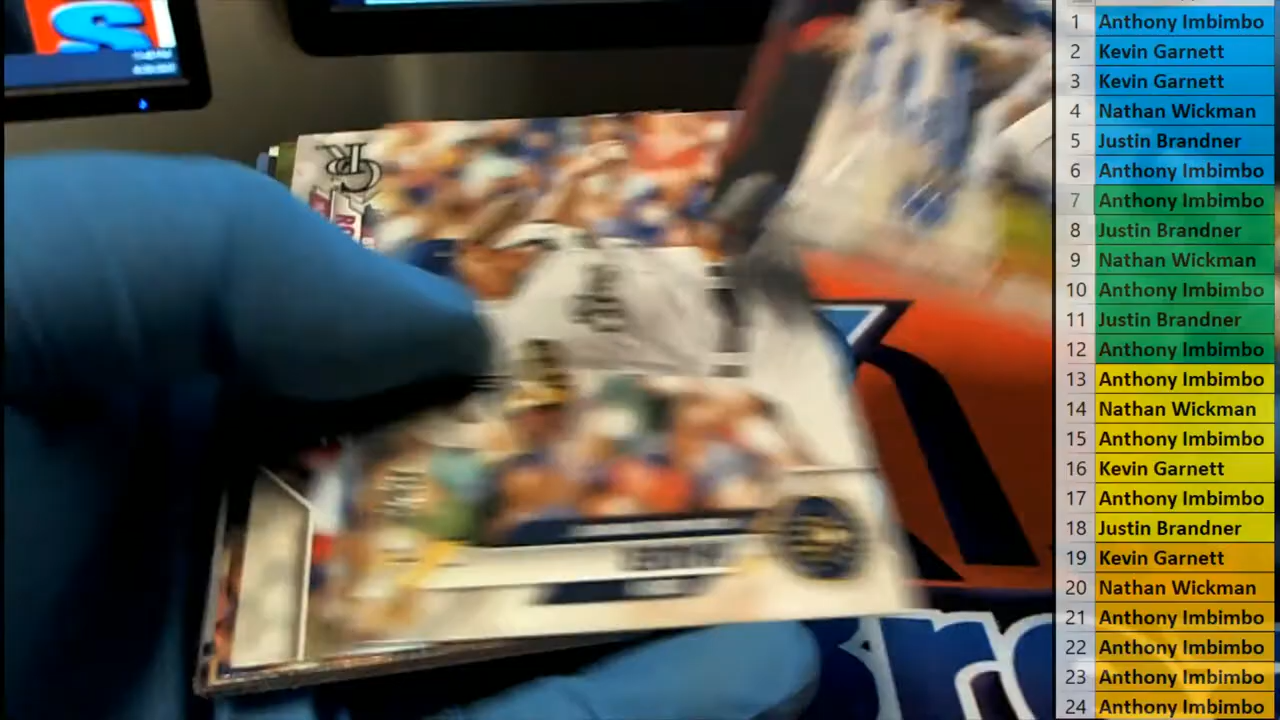 1 Anthony Imbimbo
2 Kevin Garnett
3 Kevin Garnett
4 Nathan Wickman
5 Justin Brandner
6 Anthony Imbimbo
7 Anthony Imbimbo
8 Justin Brandner
9 Nathan Wickman
10 Anthony Imbimbo
11 Justin Brandner
12 Anthony Imbimbo
13 Anthony Imbimbo
14 Nathan Wickman
15 Anthony Imbimbo
16 Kevin Garnett
17 Anthony Imbimbo
18 Justin Brandner
19 Kevin Garnett
20 Nathan Wickman
21 Anthony Imbimbo
22 Anthony Imbimbo
23 Anthony Imbimbo
24 Anthony Imbimbo